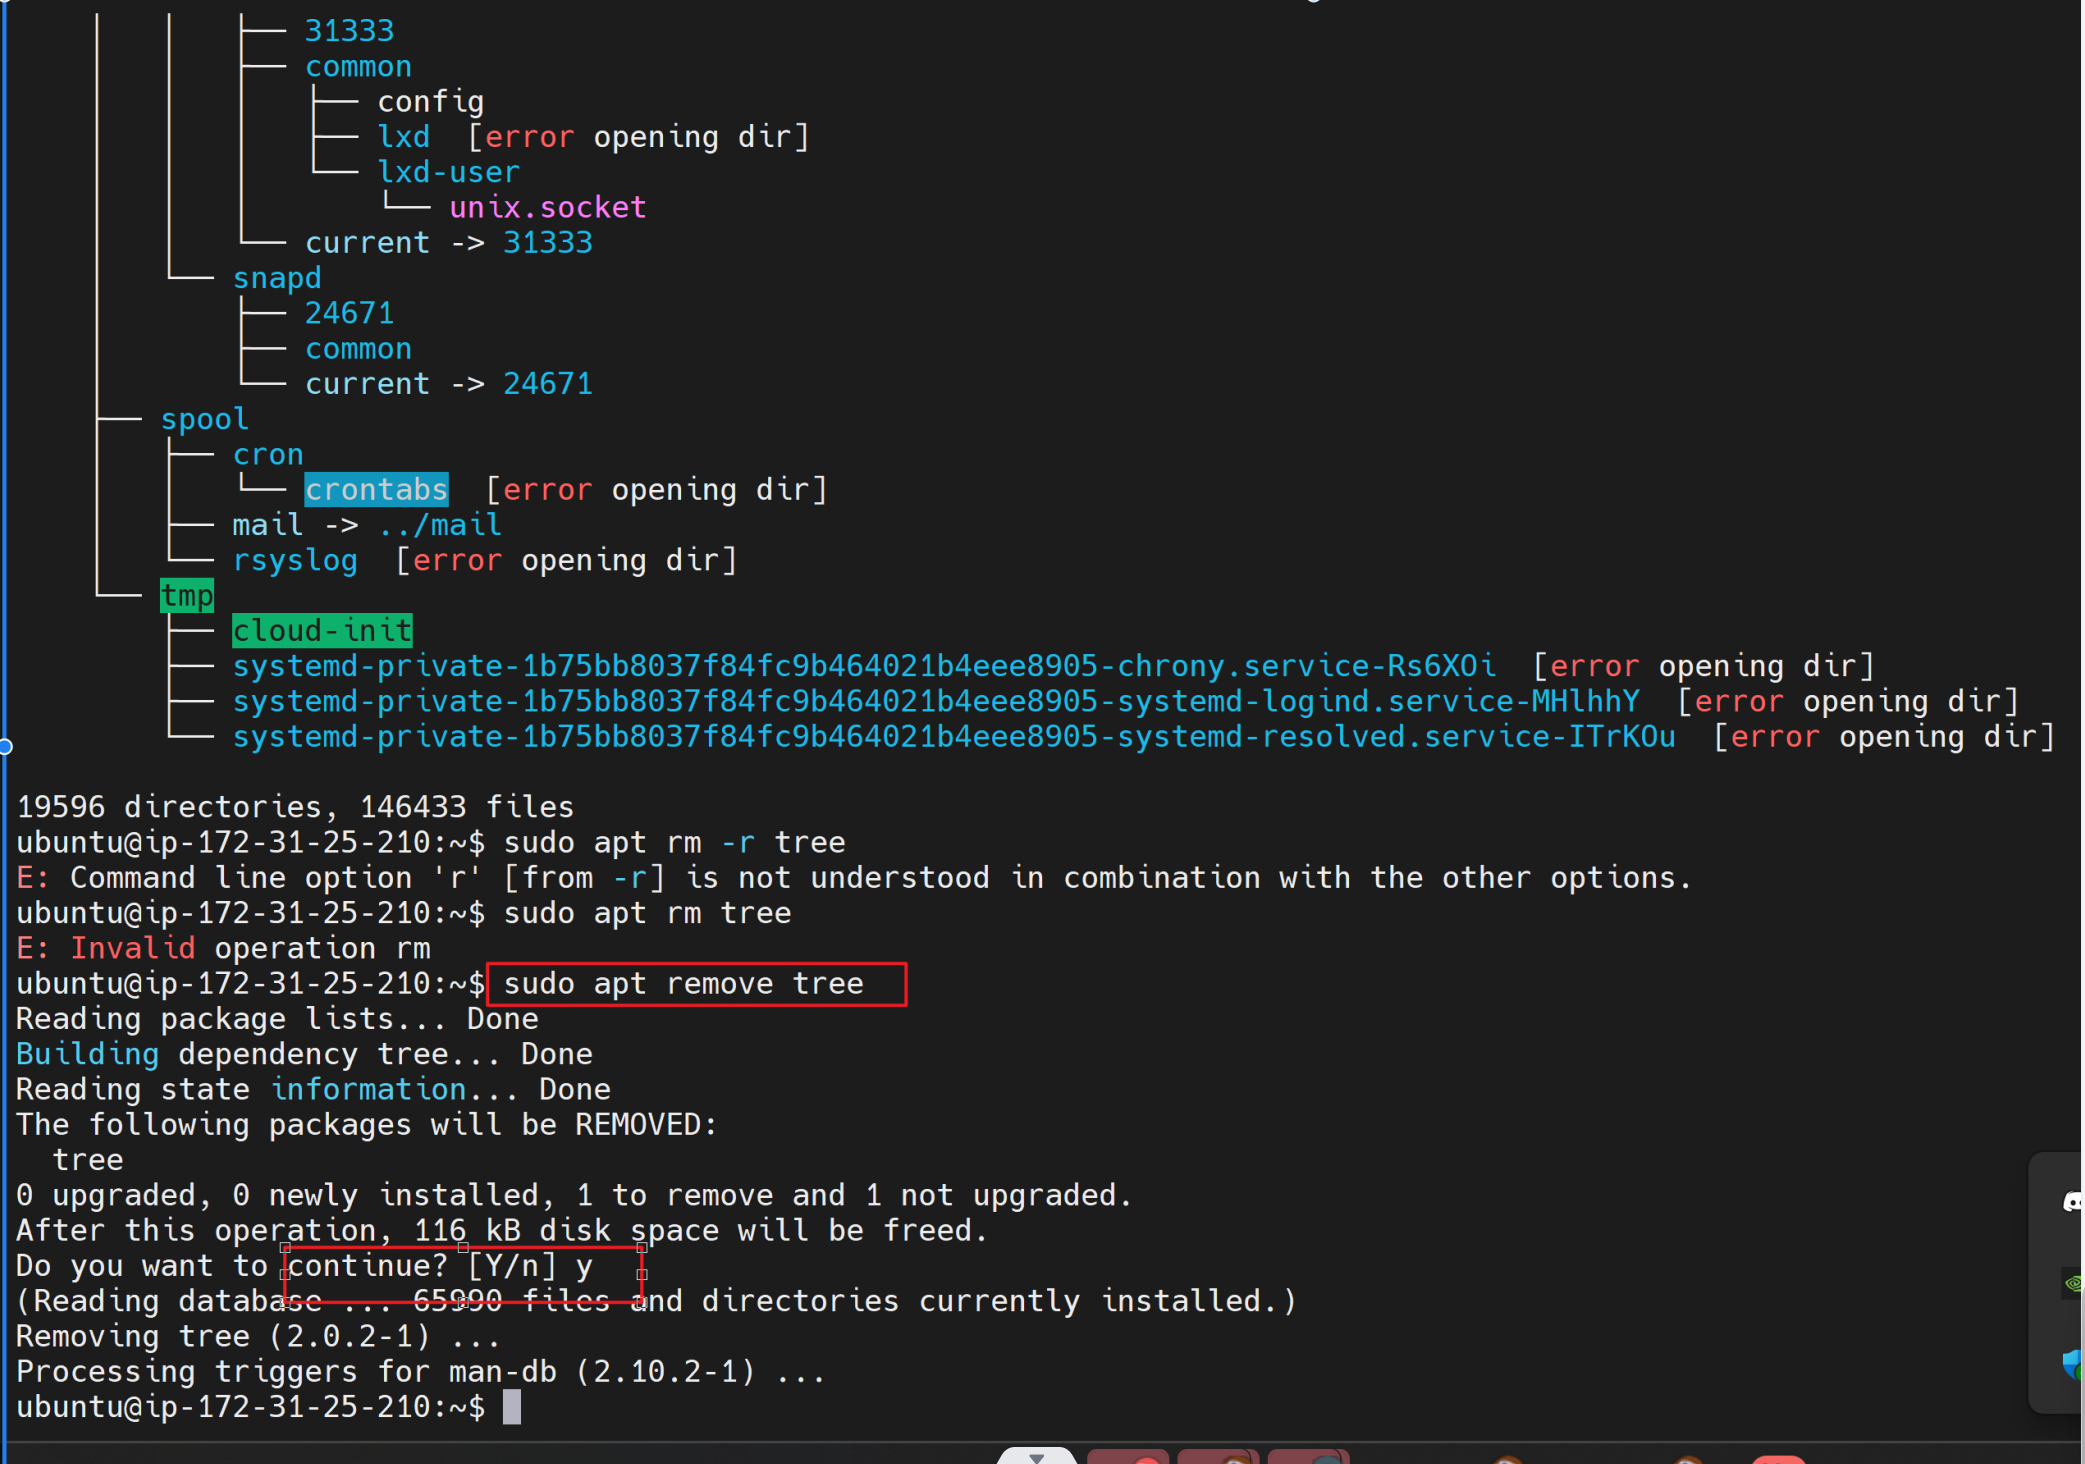 │   │   ├── 31333
│   │   ├── common
│   │   │   ├── config
│   │   │   ├── lxd  [error opening dir]
│   │   │   └── lxd-user
│   │   │       └── unix.socket
│   │   └── current -> 31333
│   └── snapd
│       ├── 24671
│       ├── common
│       └── current -> 24671
├── spool
│   ├── cron
│   │   └── crontabs  [error opening dir]
│   ├── mail -> ../mail
│   └── rsyslog  [error opening dir]
└── tmp
    ├── cloud-init
    ├── systemd-private-1b75bb8037f84fc9b464021b4eee8905-chrony.service-Rs6XOi  [error opening dir]
    ├── systemd-private-1b75bb8037f84fc9b464021b4eee8905-systemd-logind.service-MHlhhY  [error opening dir]
    └── systemd-private-1b75bb8037f84fc9b464021b4eee8905-systemd-resolved.service-ITrKOu  [error opening dir]
19596 directories, 146433 files
ubuntu@ip-172-31-25-210:~$ sudo apt rm -r tree
E: Command line option 'r' [from -r] is not understood in combination with the other options.
ubuntu@ip-172-31-25-210:~$ sudo apt rm tree
E: Invalid operation rm
ubuntu@ip-172-31-25-210:~$ sudo apt remove tree
Reading package lists... Done
Building dependency tree... Done
Reading state information... Done
The following packages will be REMOVED:
  tree
0 upgraded, 0 newly installed, 1 to remove and 1 not upgraded.
After this operation, 116 kB disk space will be freed.
Do you want to continue? [Y/n] y
(Reading database ... 65990 files and directories currently installed.)
Removing tree (2.0.2-1) ...
Processing triggers for man-db (2.10.2-1) ...
ubuntu@ip-172-31-25-210:~$